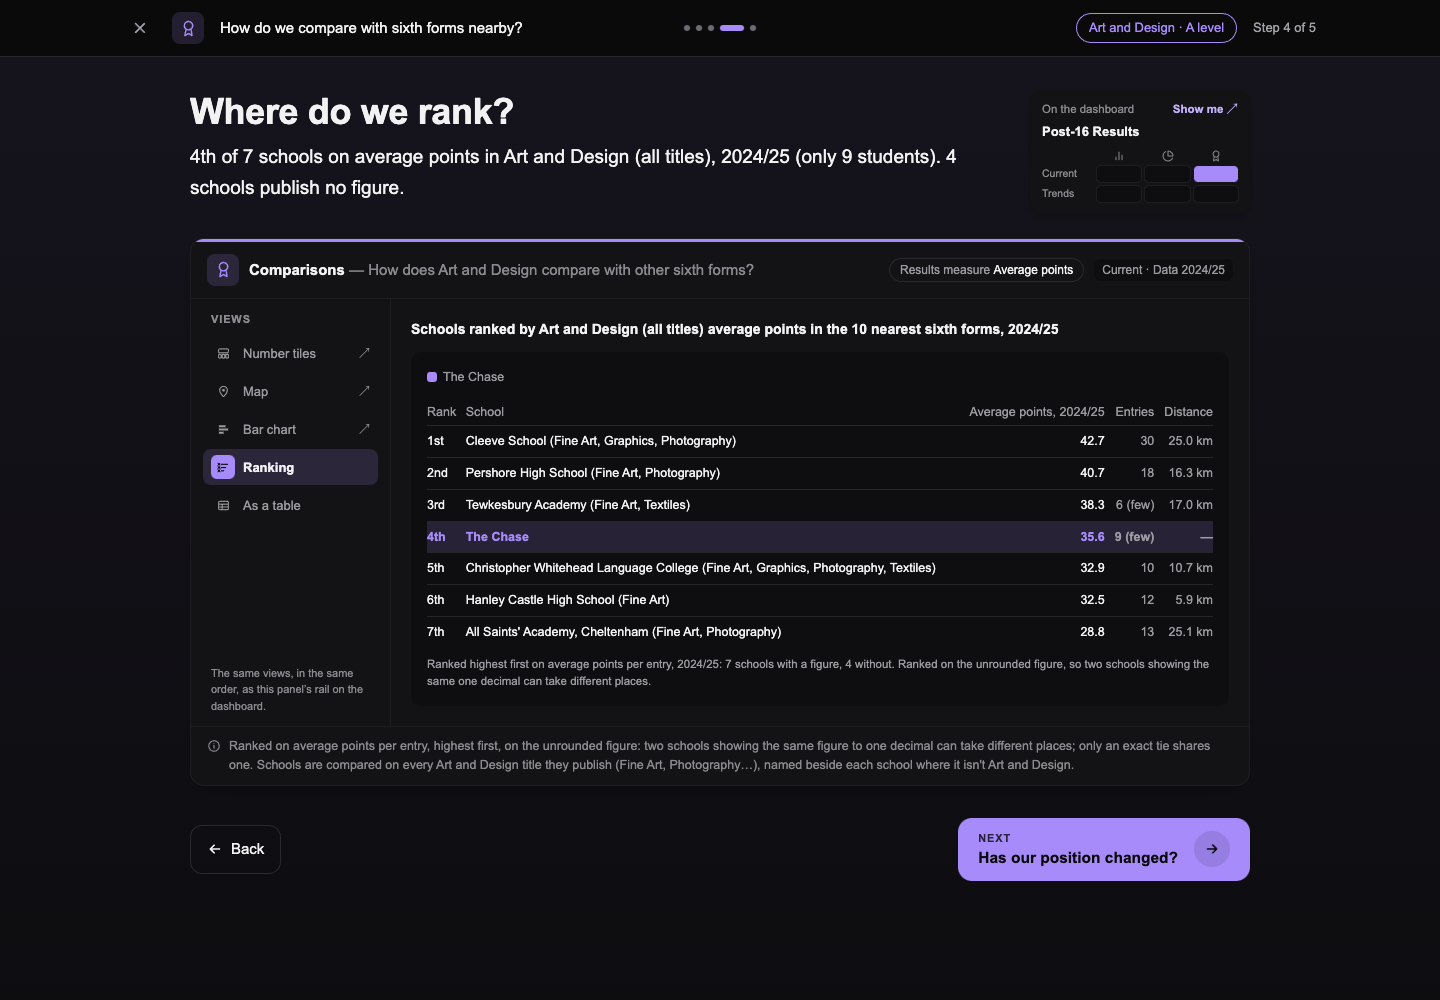 How do we compare with sixth forms nearby?
Art and Design · A level
Step 4 of 5
Where do we rank?
4th of 7 schools on average points in Art and Design (all titles), 2024/25 (only 9 students). 4
schools publish no figure.
On the dashboard
Show me
Post-16 Results
Current
Trends
Comparisons — How does Art and Design compare with other sixth forms?
Results measure Average points
Current · Data 2024/25
VIEWS
Number tiles
Map
Bar chart
Ranking
As a table
The same views, in the same
order, as this panel's rail on the
dashboard.
Schools ranked by Art and Design (all titles) average points in the 10 nearest sixth forms, 2024/25
The Chase
Rank School Average points, 2024/25 Entries Distance
1st Cleeve School (Fine Art, Graphics, Photography) 42.7 30 25.0 km
2nd Pershore High School (Fine Art, Photography) 40.7 18 16.3 km
3rd Tewkesbury Academy (Fine Art, Textiles) 38.3 6 (few) 17.0 km
4th The Chase 35.6 9 (few) —
5th Christopher Whitehead Language College (Fine Art, Graphics, Photography, Textiles) 32.9 10 10.7 km
6th Hanley Castle High School (Fine Art) 32.5 12 5.9 km
7th All Saints' Academy, Cheltenham (Fine Art, Photography) 28.8 13 25.1 km
Ranked highest first on average points per entry, 2024/25: 7 schools with a figure, 4 without. Ranked on the unrounded figure, so two schools showing the
same one decimal can take different places.
Ranked on average points per entry, highest first, on the unrounded figure: two schools showing the same figure to one decimal can take different places; only an exact tie shares
one. Schools are compared on every Art and Design title they publish (Fine Art, Photography…), named beside each school where it isn't Art and Design.
Back
NEXT
Has our position changed?